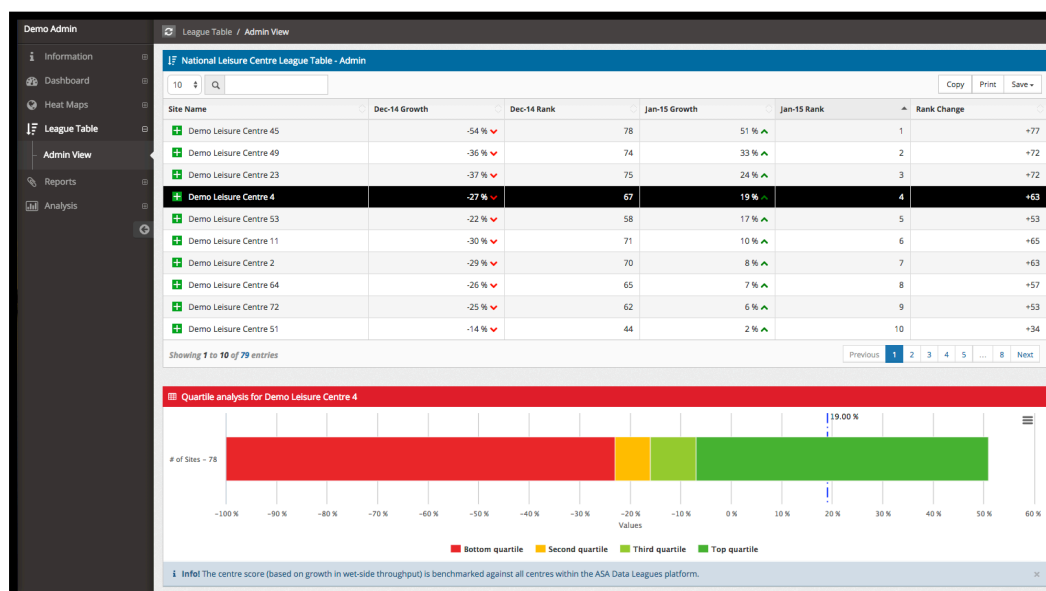 Demo Admin
League Table / Admin View
Information
Dashboard
Heat Maps
League Table
Admin View
Reports
Analysis
National Leisure Centre League Table - Admin
10
Copy Print Save
Site Name Dec-14 Growth Dec-14 Rank Jan-15 Growth Jan-15 Rank Rank Change
Demo Leisure Centre 45 -54 % 78 51 % 1 +77
Demo Leisure Centre 49 -36 % 74 33 % 2 +72
Demo Leisure Centre 23 -37 % 75 24 % 3 +72
Demo Leisure Centre 4 -27 % 67 19 % 4 +63
Demo Leisure Centre 53 -22 % 58 17 % 5 +53
Demo Leisure Centre 11 -30 % 71 10 % 6 +65
Demo Leisure Centre 2 -29 % 70 8 % 7 +63
Demo Leisure Centre 64 -26 % 65 7 % 8 +57
Demo Leisure Centre 72 -25 % 62 6 % 9 +53
Demo Leisure Centre 51 -14 % 44 2 % 10 +34
Showing 1 to 10 of 79 entries
Previous 1 2 3 4 5 ... 8 Next
Quartile analysis for Demo Leisure Centre 4
19.00 %
# of Sites – 78
-100 % -90 % -80 % -70 % -60 % -50 % -40 % -30 % -20 % -10 % 0 % 10 % 20 % 30 % 40 % 50 % 60 %
Values
Bottom quartile Second quartile Third quartile Top quartile
i Info! The centre score (based on growth in wet-side throughput) is benchmarked against all centres within the ASA Data Leagues platform. ×